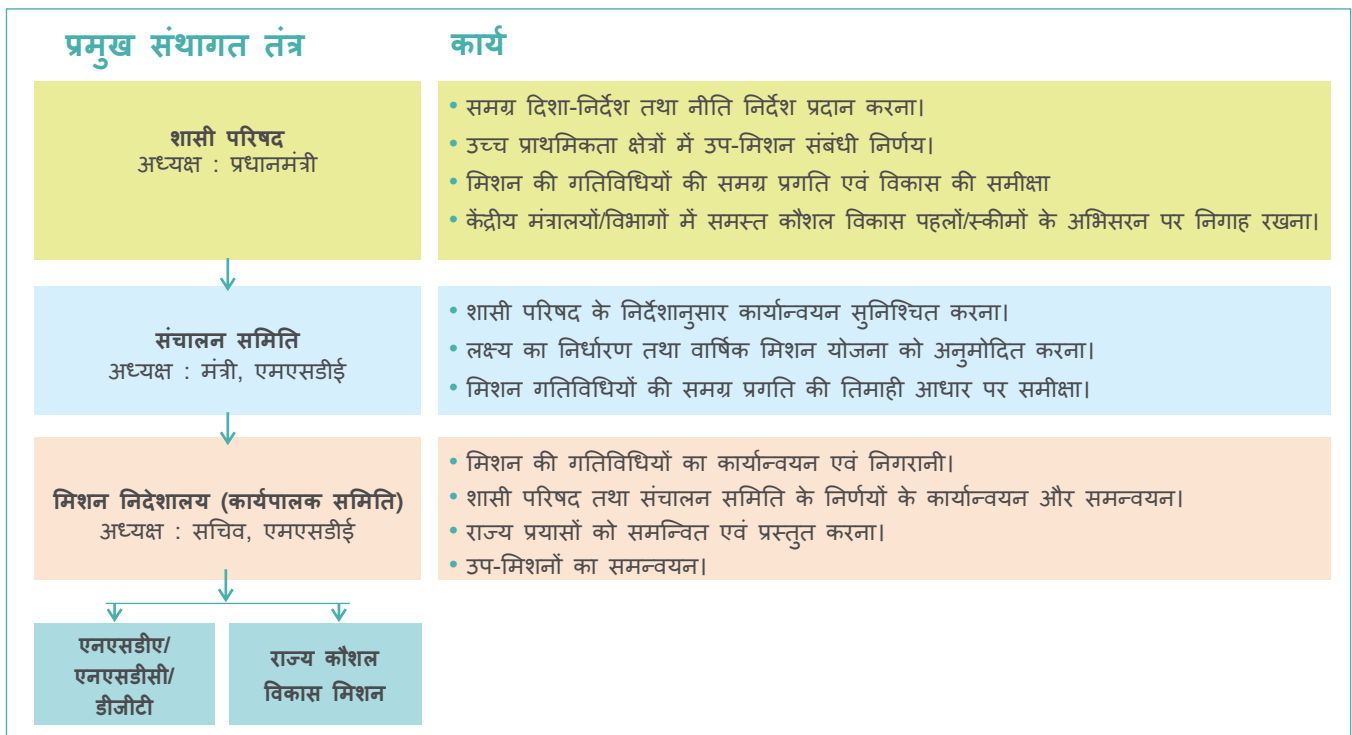 प्रमुख संथागत तंत्र
कार्य
शासी परिषद
अध्यक्ष : प्रधानमंत्री
• समग्र दिशा-निर्देश तथा नीति निर्देश प्रदान करना।
• उच्च प्राथमिकता क्षेत्रों में उप-मिशन संबंधी निर्णय।
• मिशन की गतिविधियों की समग्र प्रगति एवं विकास की समीक्षा
• केंद्रीय मंत्रालयों/विभागों में समस्त कौशल विकास पहलों/स्कीमों के अभिसरन पर निगाह रखना।
संचालन समिति
अध्यक्ष : मंत्री, एमएसडीई
• शासी परिषद के निर्देशानुसार कार्यान्वयन सुनिश्चित करना।
• लक्ष्य का निर्धारण तथा वार्षिक मिशन योजना को अनुमोदित करना।
• मिशन गतिविधियों की समग्र प्रगति की तिमाही आधार पर समीक्षा।
मिशन निदेशालय (कार्यपालक समिति)
अध्यक्ष : सचिव, एमएसडीई
• मिशन की गतिविधियों का कार्यान्वयन एवं निगरानी।
• शासी परिषद तथा संचालन समिति के निर्णयों के कार्यान्वयन और समन्वयन।
• राज्य प्रयासों को समन्वित एवं प्रस्तुत करना।
• उप-मिशनों का समन्वयन।
एनएसडीए/
एनएसडीसी/
डीजीटी
राज्य कौशल
विकास मिशन